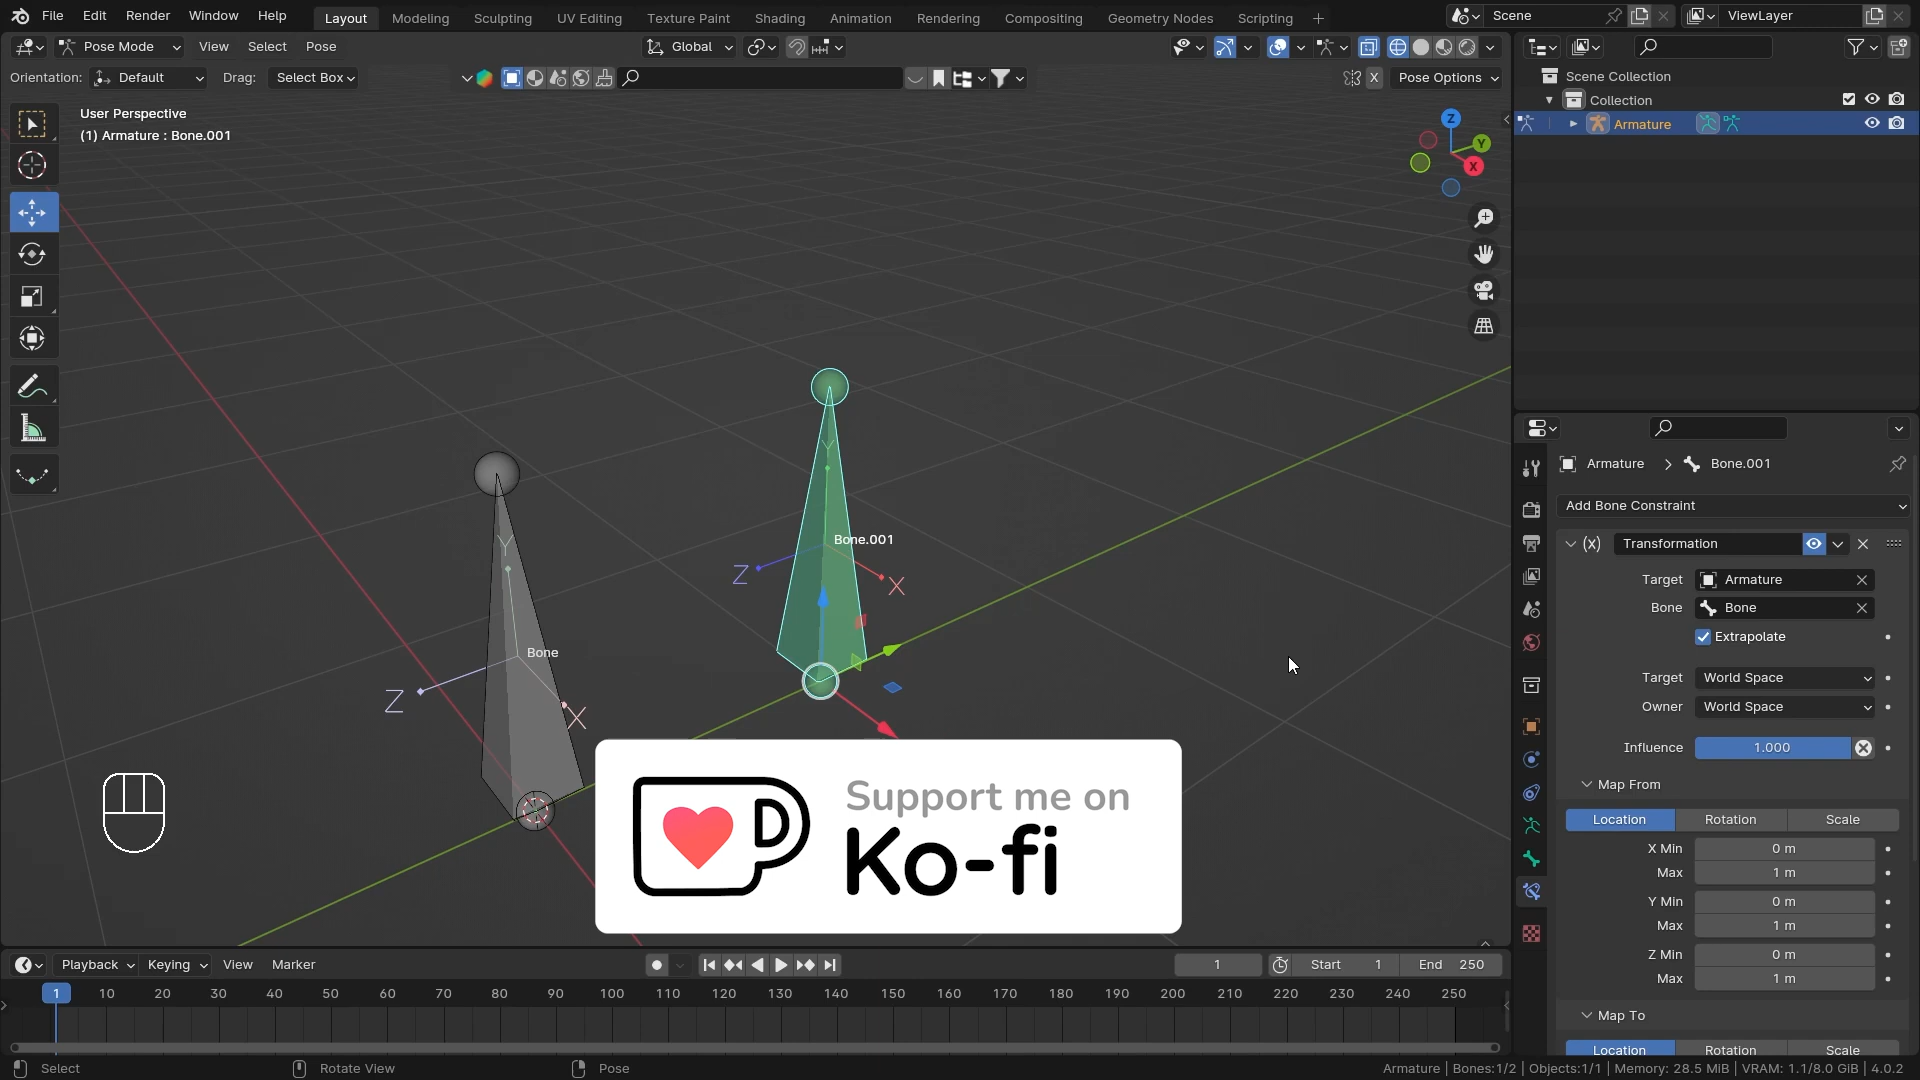 File Edit Render Window Help Layout Modeling Sculpting UV Editing Texture Paint Shading Animation Rendering Compositing Geometry Nodes Scripting + Scene ViewLayer
Pose Mode View Select Pose Global
Orientation: Default Drag: Select Box X Pose Options
User Perspective
(1) Armature : Bone.001
Z
Y
X
Scene Collection
Collection
Armature
Y
Bone.001
Z
X
Y
Bone
Z
X
Support me on
Ko-fi
Armature > Bone.001
Add Bone Constraint
(X) Transformation
Target Armature
Bone Bone
Extrapolate
Target World Space
Owner World Space
Influence 1.000
Map From
Location Rotation Scale
X Min 0 m
Max 1 m
Y Min 0 m
Max 1 m
Z Min 0 m
Max 1 m
Map To
Location Rotation Scale
Playback Keying View Marker 1 Start 1 End 250
1 10 20 30 40 50 60 70 80 90 100 110 120 130 140 150 160 170 180 190 200 210 220 230 240 250
Select Rotate View Pose Armature | Bones:1/2 | Objects:1/1 | Memory: 28.5 MiB | VRAM: 1.1/8.0 GiB | 4.0.2